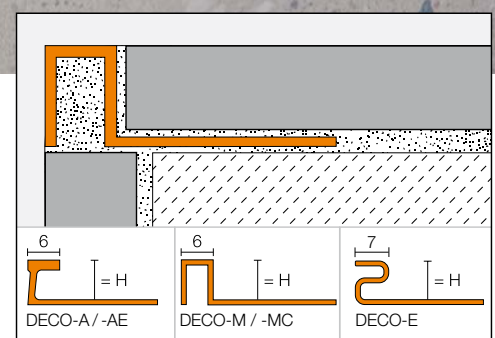 6
= H
DECO-A / -AE
6
= H
DECO-M / -MC
7
= H
DECO-E